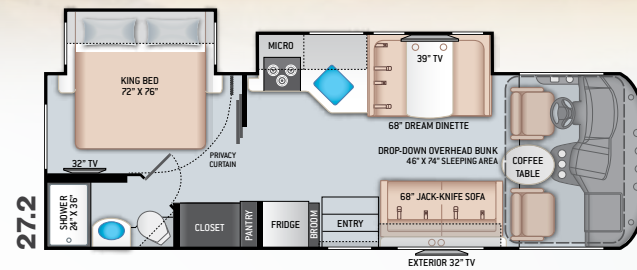 27.2
KING BED
72" X 76"
32" TV
SHOWER
24" X 36"
PRIVACY
CURTAIN
MICRO
39" TV
68" DREAM DINETTE
DROP-DOWN OVERHEAD BUNK
46" X 74" SLEEPING AREA
COFFEE
TABLE
68" JACK-KNIFE SOFA
CLOSET
PANTRY
FRIDGE
BROOM
ENTRY
EXTERIOR 32" TV